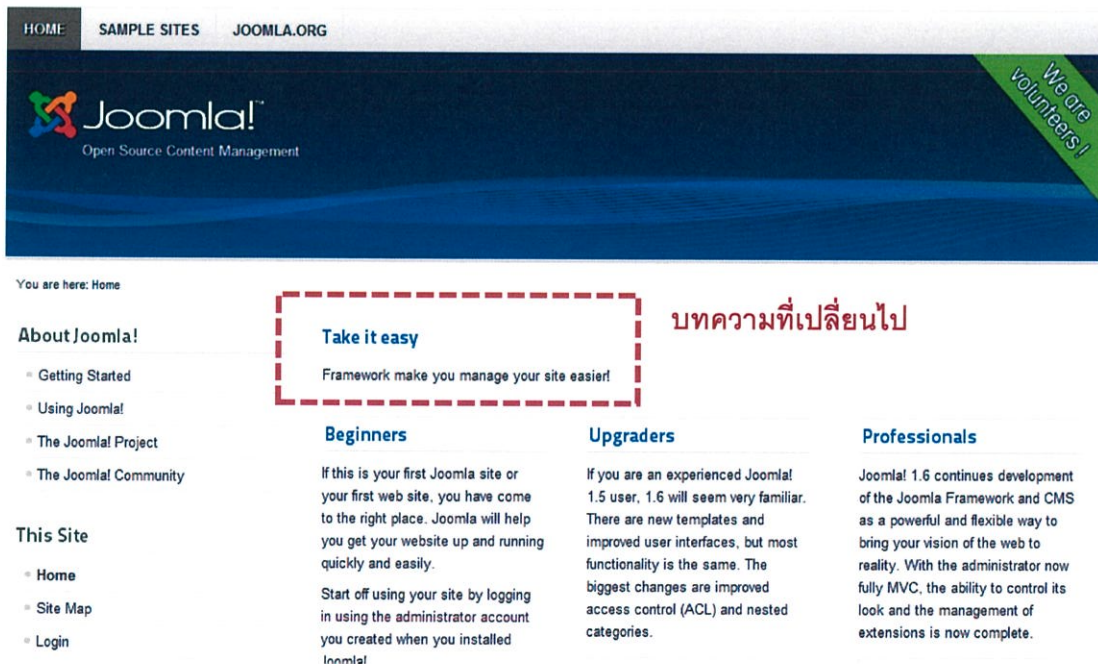 HOME SAMPLE SITES JOOMLA.ORG
We are
volunteers!
Joomla!™
Open Source Content Management
You are here: Home
About Joomla!
Getting Started
Using Joomla!
The Joomla! Project
The Joomla! Community
This Site
Home
Site Map
Login
Take it easy
Framework make you manage your site easier!
บทความที่เปลี่ยนไป
Beginners
If this is your first Joomla site or
your first web site, you have come
to the right place. Joomla will help
you get your website up and running
quickly and easily.
Start off using your site by logging
in using the administrator account
you created when you installed
Joomla!
Upgraders
If you are an experienced Joomla!
1.5 user, 1.6 will seem very familiar.
There are new templates and
improved user interfaces, but most
functionality is the same. The
biggest changes are improved
access control (ACL) and nested
categories.
Professionals
Joomla! 1.6 continues development
of the Joomla Framework and CMS
as a powerful and flexible way to
bring your vision of the web to
reality. With the administrator now
fully MVC, the ability to control its
look and the management of
extensions is now complete.